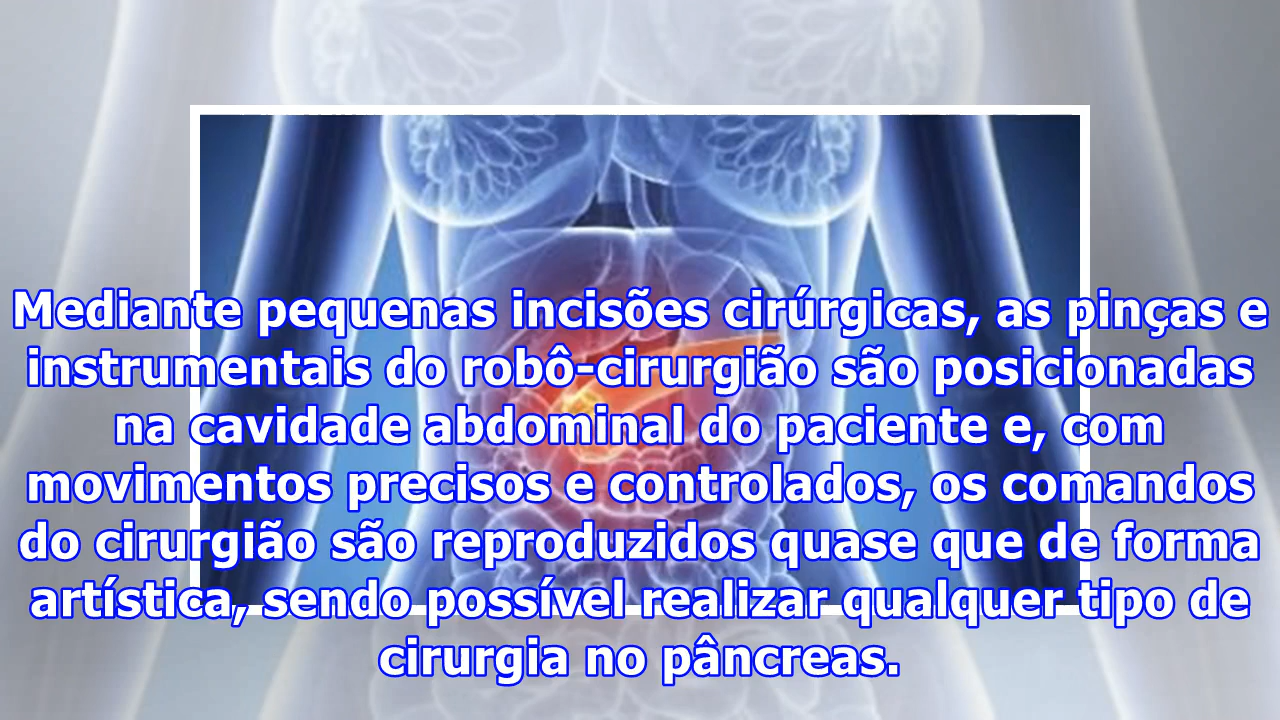 Mediante pequenas incisões cirúrgicas, as pinças e
instrumentais do robô-cirurgião são posicionadas
na cavidade abdominal do paciente e, com
movimentos precisos e controlados, os comandos
do cirurgião são reproduzidos quase que de forma
artística, sendo possível realizar qualquer tipo de
cirurgia no pâncreas.